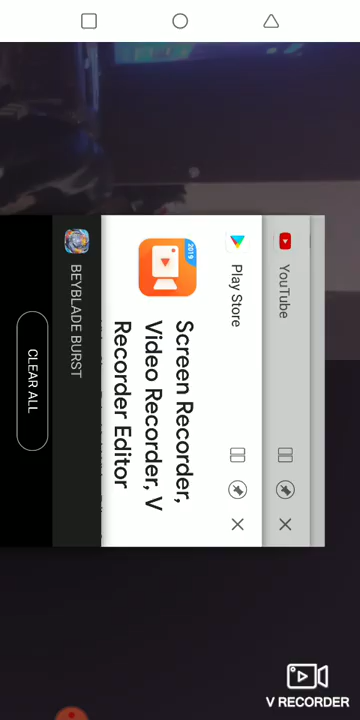 YouTube
Play Store
2019
Screen Recorder,
Video Recorder, V
Recorder Editor
BEYBLADE BURST
CLEAR ALL
V RECORDER